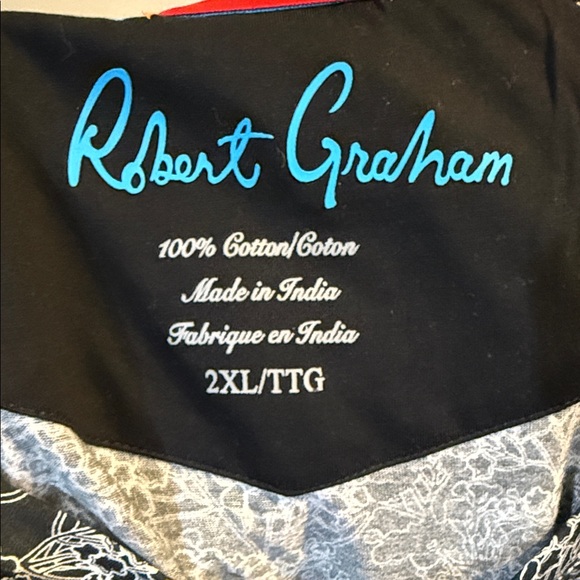 Robert Graham
100% Cotton/Coton
Made in India
Fabrique en India
2XL/TTG